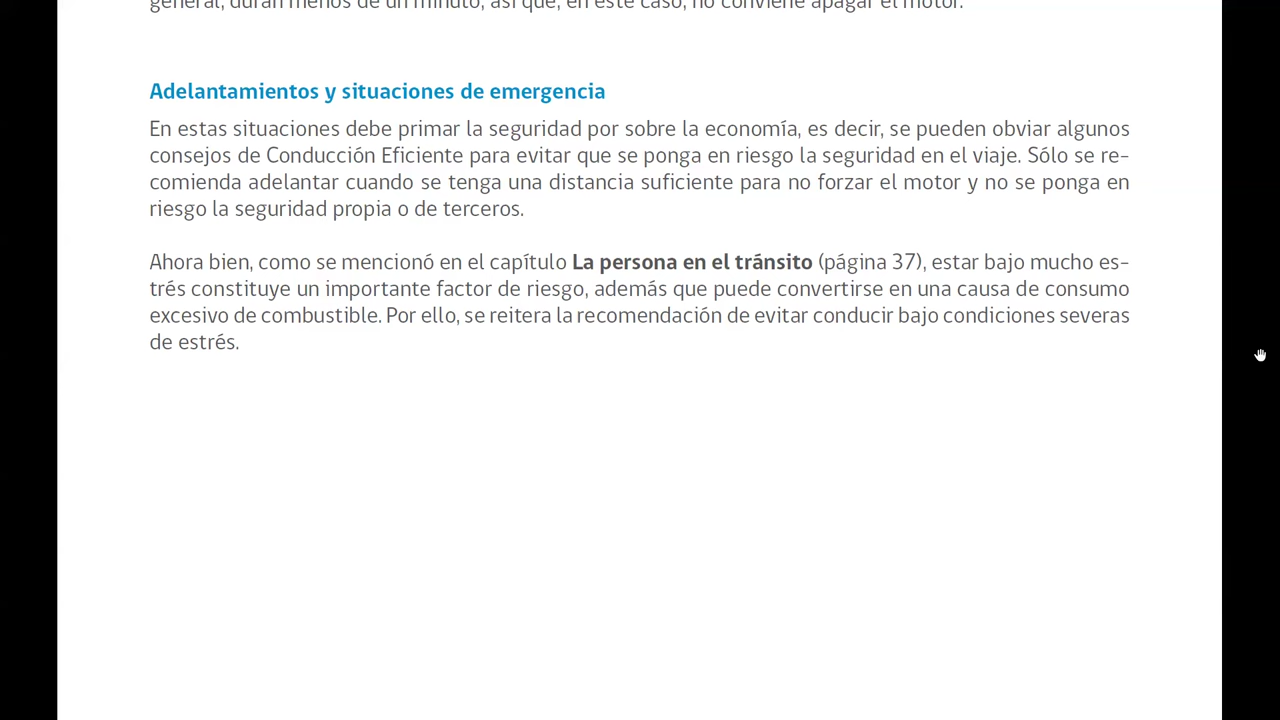 general, duran menos de un minuto, así que, en este caso, no conviene apagar el motor.
Adelantamientos y situaciones de emergencia
En estas situaciones debe primar la seguridad por sobre la economía, es decir, se pueden obviar algunos
consejos de Conducción Eficiente para evitar que se ponga en riesgo la seguridad en el viaje. Sólo se re-
comienda adelantar cuando se tenga una distancia suficiente para no forzar el motor y no se ponga en
riesgo la seguridad propia o de terceros.
Ahora bien, como se mencionó en el capítulo La persona en el tránsito (página 37), estar bajo mucho es-
trés constituye un importante factor de riesgo, además que puede convertirse en una causa de consumo
excesivo de combustible. Por ello, se reitera la recomendación de evitar conducir bajo condiciones severas
de estrés.